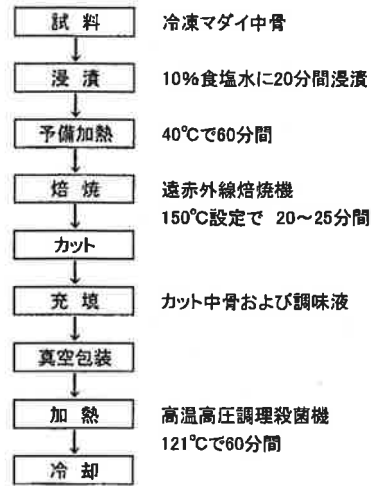 試料 冷凍マダイ中骨
浸漬 10%食塩水に20分間浸漬
予備加熱 40℃で60分間
焙焼 遠赤外線焙焼機
150℃設定で 20～25分間
カット
充填 カット中骨および調味液
真空包装
加熱 高温高圧調理殺菌機
121℃で60分間
冷却